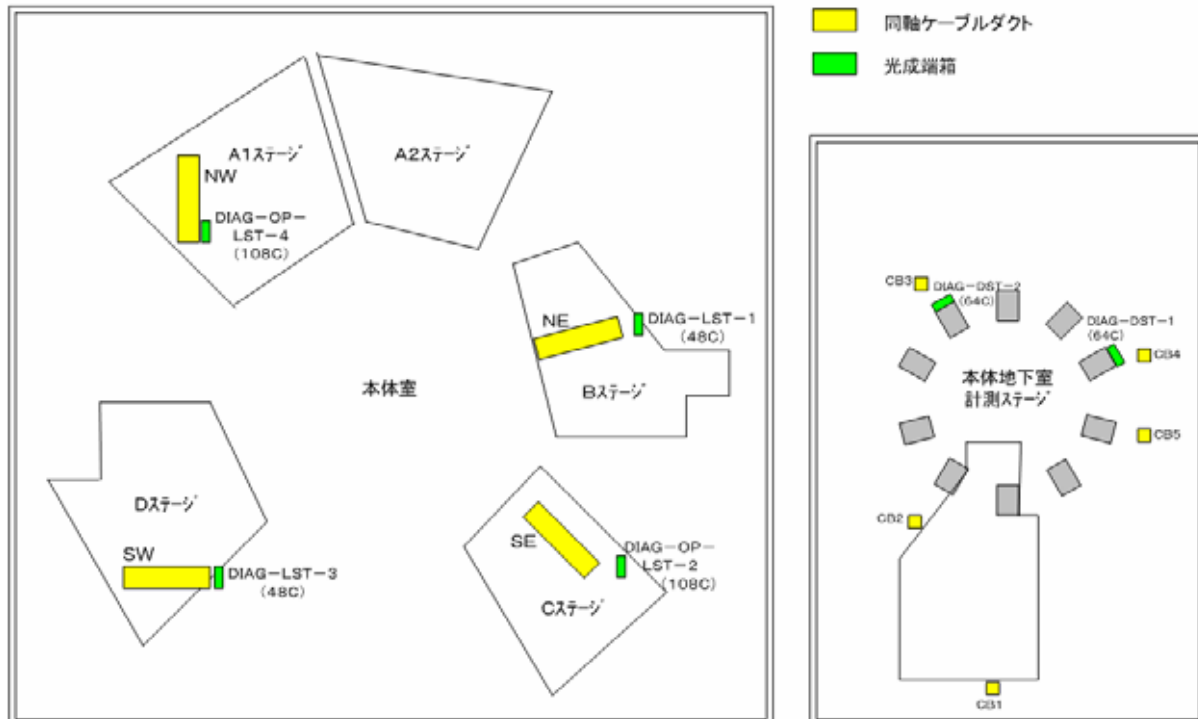 同軸ケーブルダクト
光成端箱
A1ステージ
A2ステージ
NW
DIAG-OP-
LST-4
(108C)
NE
DIAG-LST-1
(48C)
Bステージ
本体室
Dステージ
SW
DIAG-LST-3
(48C)
SE
DIAG-OP-
LST-2
(108C)
Cステージ
CB3
DIAG-DST-2
(64C)
DIAG-DST-1
(64C)
CB4
本体地下室
計測ステージ
CB5
CB2
CB1